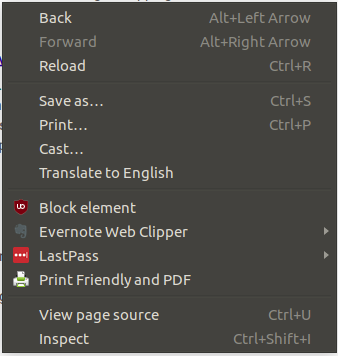 Back Alt+Left Arrow
Forward Alt+Right Arrow
Reload Ctrl+R
Save as... Ctrl+S
Print... Ctrl+P
Cast...
Translate to English
Block element
Evernote Web Clipper
LastPass
Print Friendly and PDF
View page source Ctrl+U
Inspect Ctrl+Shift+I